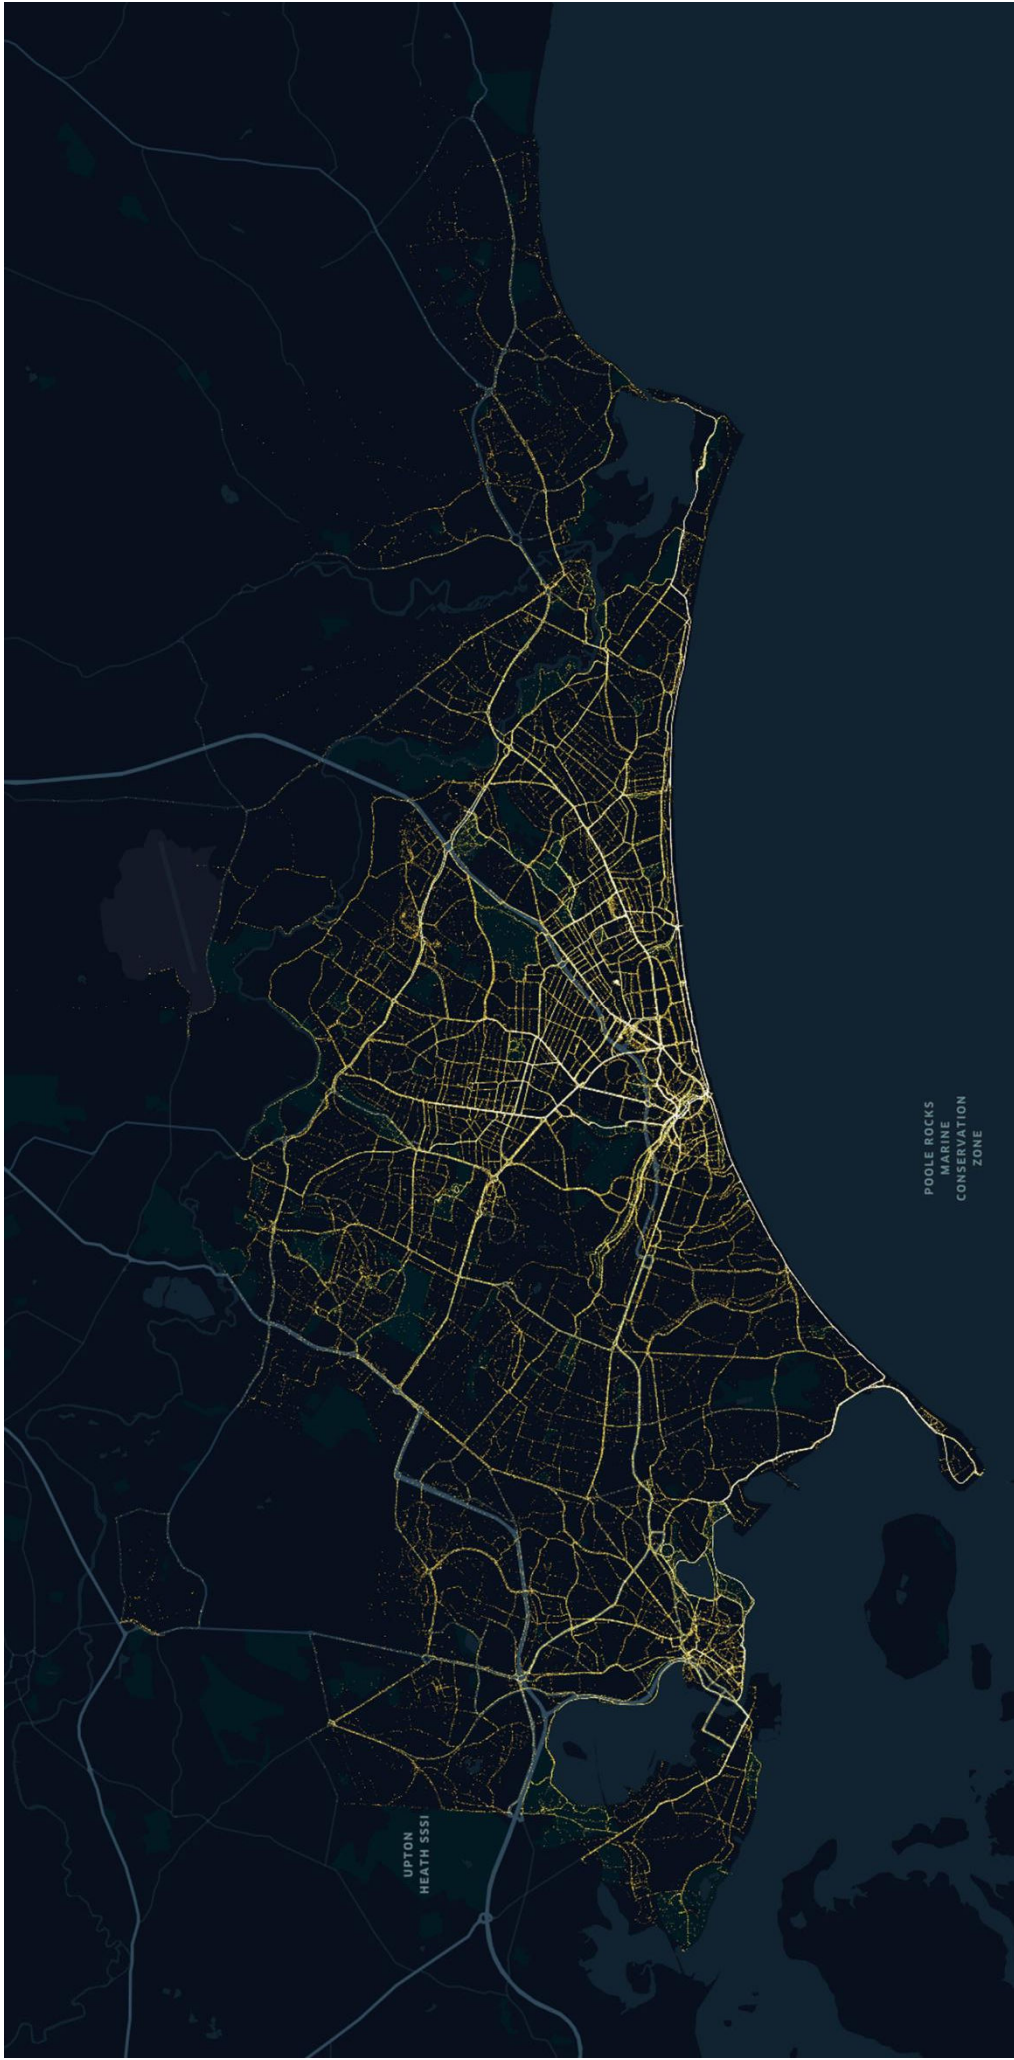 POOLE ROCKS
MARINE
CONSERVATION
ZONE
UPTON
HEATH SSSI